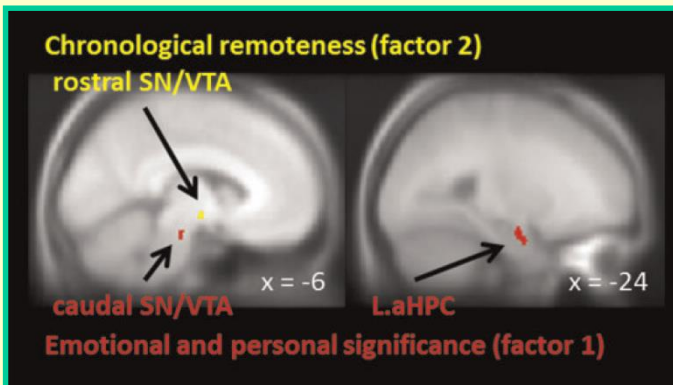 Chronological remoteness (factor 2)
rostral SN/VTA
x = -6
x = -24
caudal SN/VTA
L.aHPC
Emotional and personal significance (factor 1)